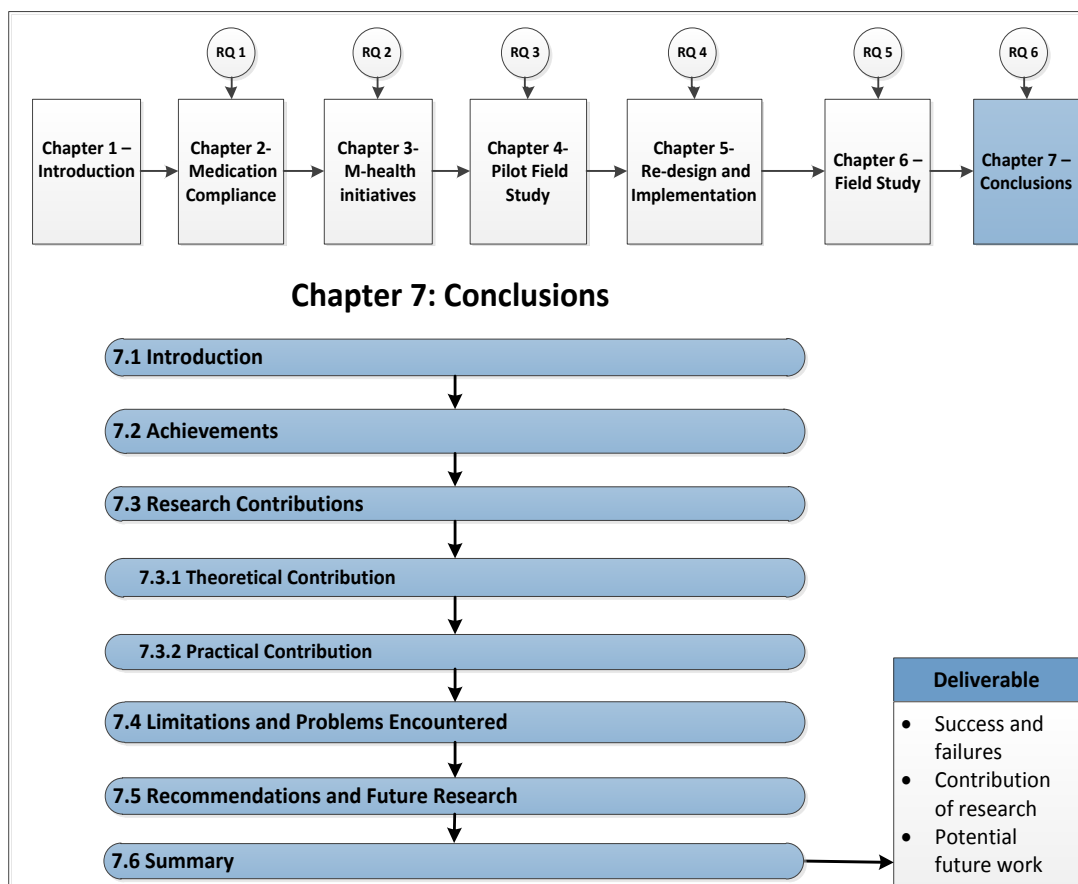 RQ 1
RQ 2
RQ 3
RQ 4
RQ 5
RQ 6
Chapter 1 –
Introduction
Chapter 2-
Medication
Compliance
Chapter 3-
M-health
initiatives
Chapter 4-
Pilot Field
Study
Chapter 5-
Re-design and
Implementation
Chapter 6 –
Field Study
Chapter 7 –
Conclusions
Chapter 7: Conclusions
7.1 Introduction
7.2 Achievements
7.3 Research Contributions
7.3.1 Theoretical Contribution
7.3.2 Practical Contribution
7.4 Limitations and Problems Encountered
7.5 Recommendations and Future Research
7.6 Summary
Deliverable
• Success and
failures
• Contribution
of research
• Potential
future work